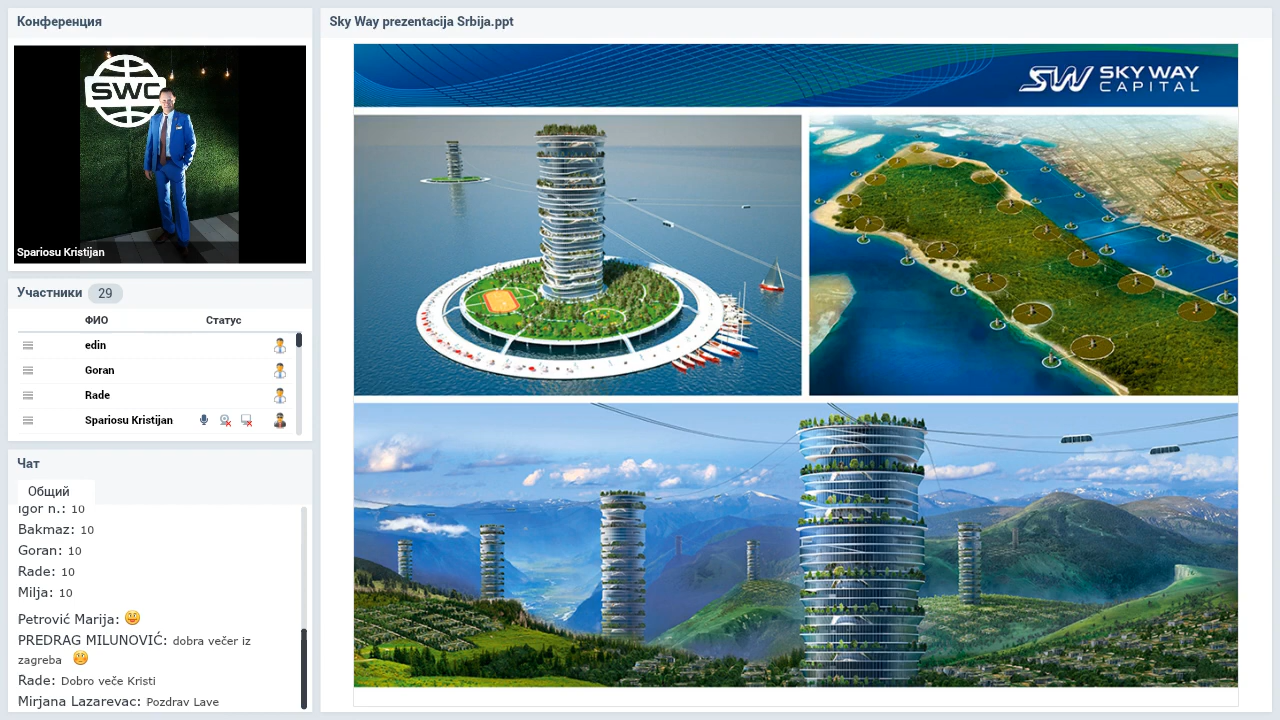 Конференция
SWC
Spariosu Kristijan
Участники 29
ФИО Статус
edin
Goran
Rade
Spariosu Kristijan
Чат
Общий
igor n.: 10
Bakmaz: 10
Goran: 10
Rade: 10
Milja: 10
Petrović Marija:
PREDRAG MILUNOVIĆ: dobra večer iz
zagreba
Rade: Dobro veče Kristi
Mirjana Lazarevac: Pozdrav Lave
Sky Way prezentacija Srbija.ppt
SW SKY WAY
CAPITAL